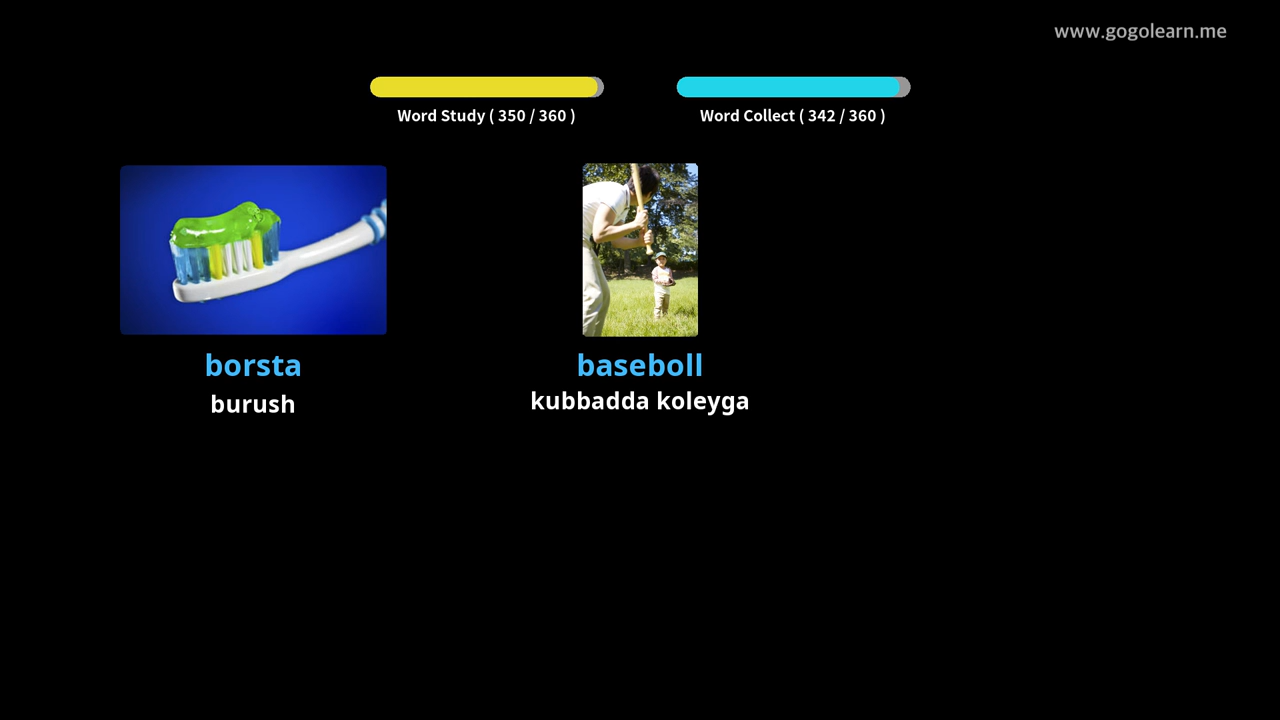 www.gogolearn.me
Word Study ( 350 / 360 )
Word Collect ( 342 / 360 )
borsta
burush
baseboll
kubbadda koleyga